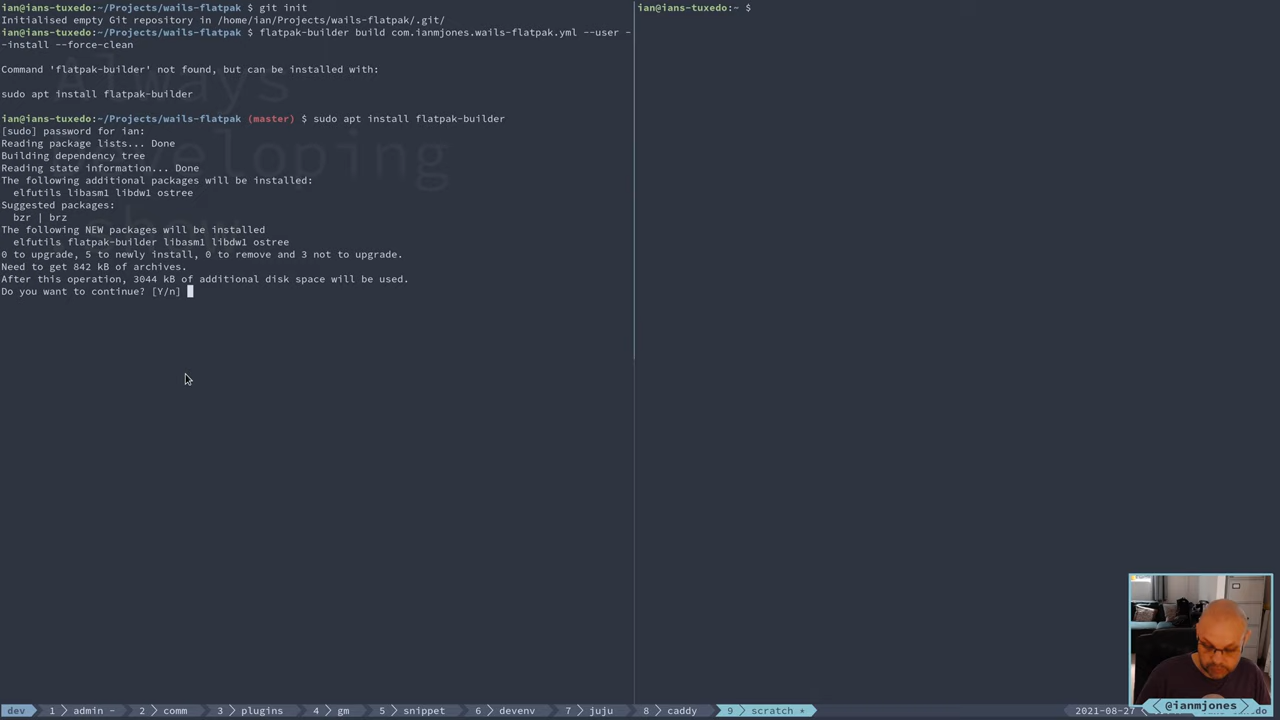 ian@ians-tuxedo:~/Projects/wails-flatpak $ git init
Initialised empty Git repository in /home/ian/Projects/wails-flatpak/.git/
ian@ians-tuxedo:~/Projects/wails-flatpak $ flatpak-builder build com.ianmjones.wails-flatpak.yml --user -
-install --force-clean
Command 'flatpak-builder' not found, but can be installed with:
sudo apt install flatpak-builder
ian@ians-tuxedo:~/Projects/wails-flatpak (master) $ sudo apt install flatpak-builder
[sudo] password for ian:
Reading package lists... Done
Building dependency tree
Reading state information... Done
The following additional packages will be installed:
elfutils libasm1 libdw1 ostree
Suggested packages:
bzr | brz
The following NEW packages will be installed
elfutils flatpak-builder libasm1 libdw1 ostree
0 to upgrade, 5 to newly install, 0 to remove and 3 not to upgrade.
Need to get 842 kB of archives.
After this operation, 3044 kB of additional disk space will be used.
Do you want to continue? [Y/n]
ian@ians-tuxedo:~ $
Always
developing
show
dev 1 admin - 2 comm 3 plugins 4 gm 5 snippet 6 devenv 7 juju 8 caddy 9 scratch * 2021-08-27
@ianmjones